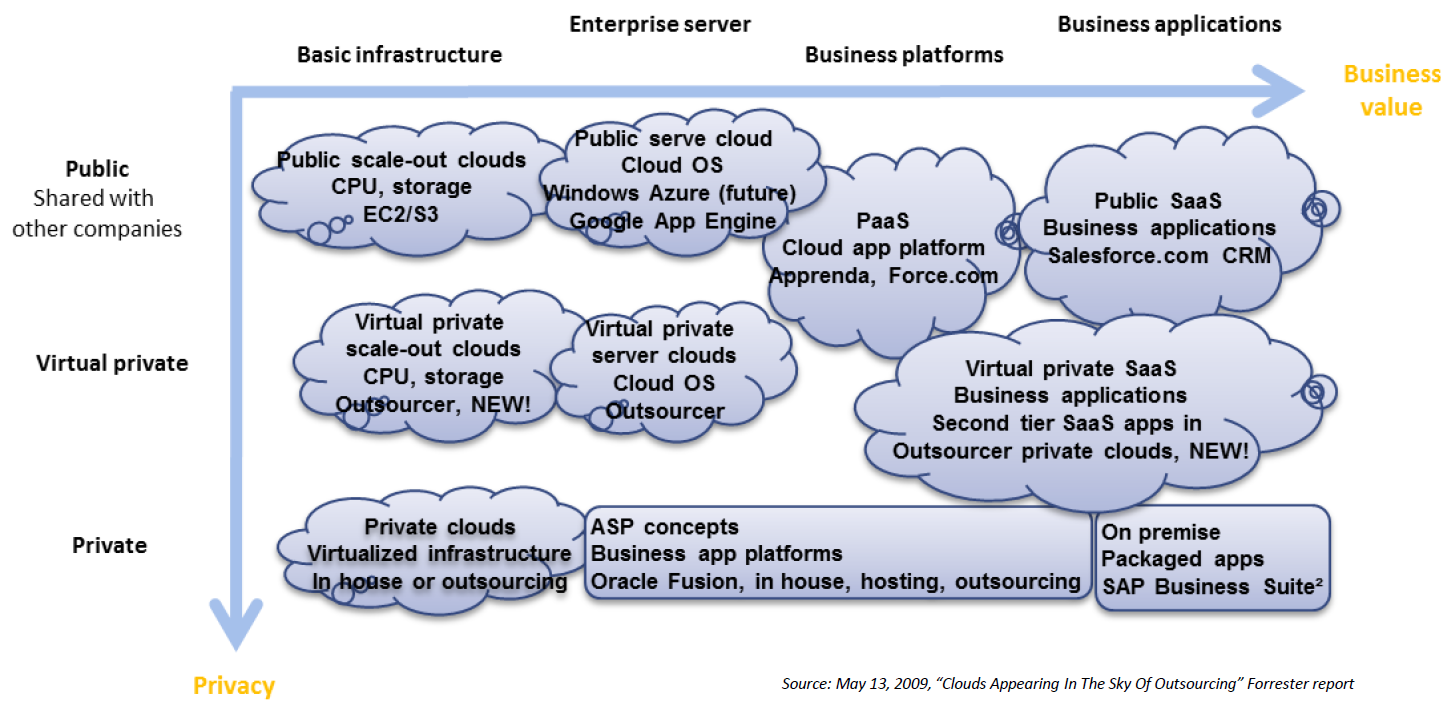 Enterprise server
Business applications
Basic infrastructure
Business platforms
Business
value
Public
Shared with
other companies
Public scale-out clouds
CPU, storage
EC2/S3
Public serve cloud
Cloud OS
Windows Azure (future)
Google App Engine
PaaS
Cloud app platform
Apprenda, Force.com
Public SaaS
Business applications
Salesforce.com CRM
Virtual private
Virtual private
scale-out clouds
CPU, storage
Outsourcer, NEW!
Virtual private
server clouds
Cloud OS
Outsourcer
Virtual private SaaS
Business applications
Second tier SaaS apps in
Outsourcer private clouds, NEW!
Private
Private clouds
Virtualized infrastructure
In house or outsourcing
ASP concepts
Business app platforms
Oracle Fusion, in house, hosting, outsourcing
On premise
Packaged apps
SAP Business Suite²
Privacy
Source: May 13, 2009, “Clouds Appearing In The Sky Of Outsourcing” Forrester report